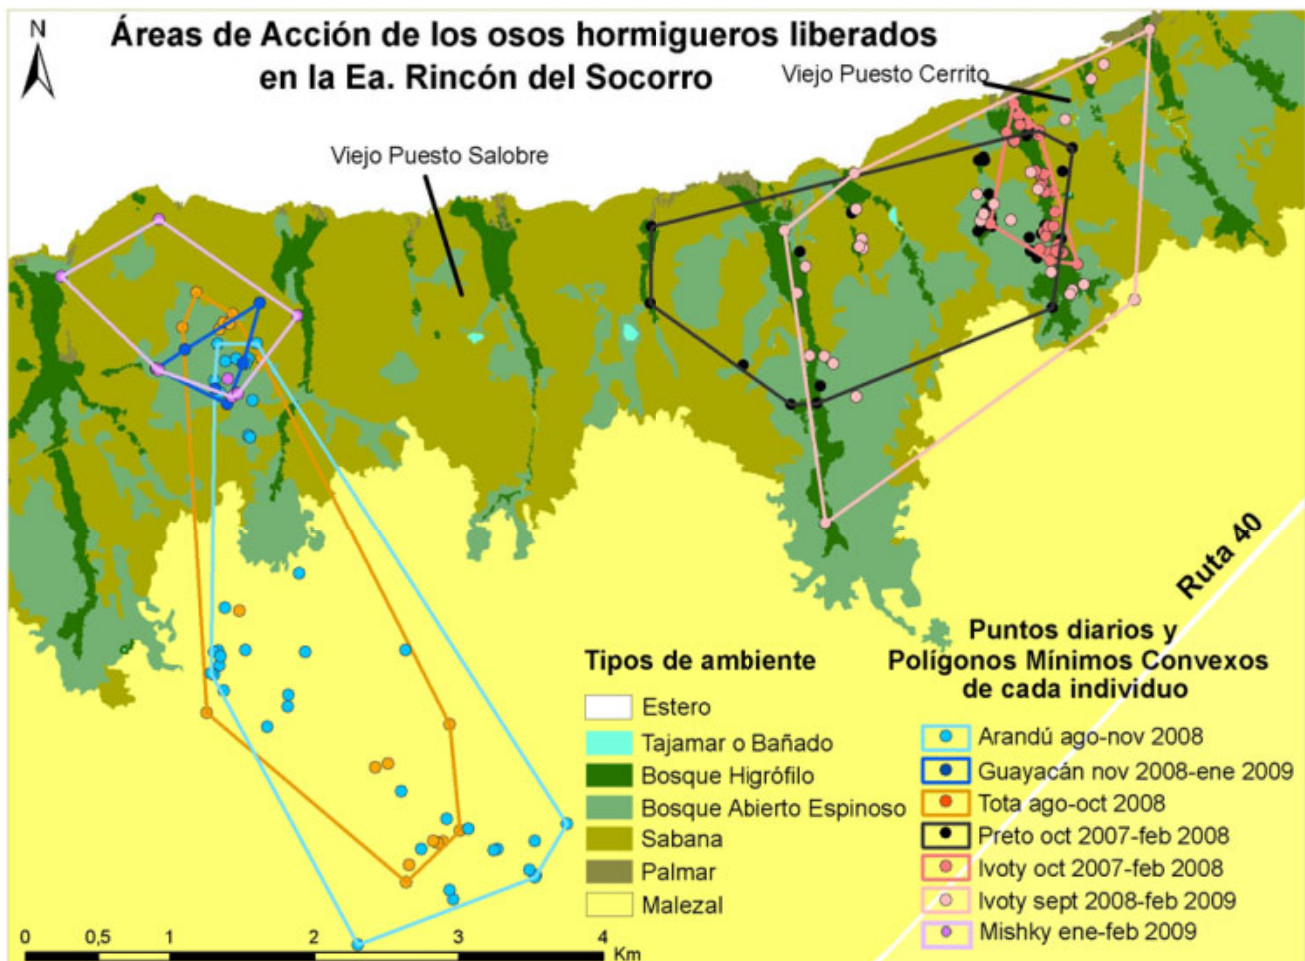 N
Áreas de Acción de los osos hormigueros liberados
en la Ea. Rincón del Socorro
Viejo Puesto Cerrito
Viejo Puesto Salobre
Ruta 40
Tipos de ambiente
Estero
Tajamar o Bañado
Bosque Higrófilo
Bosque Abierto Espinoso
Sabana
Palmar
Malezal
Puntos diarios y
Polígonos Mínimos Convexos
de cada individuo
Arandú ago-nov 2008
Guayacán nov 2008-ene 2009
Tota ago-oct 2008
Preto oct 2007-feb 2008
Ivoty oct 2007-feb 2008
Ivoty sept 2008-feb 2009
Mishky ene-feb 2009
0 0,5 1 2 3 4
Km